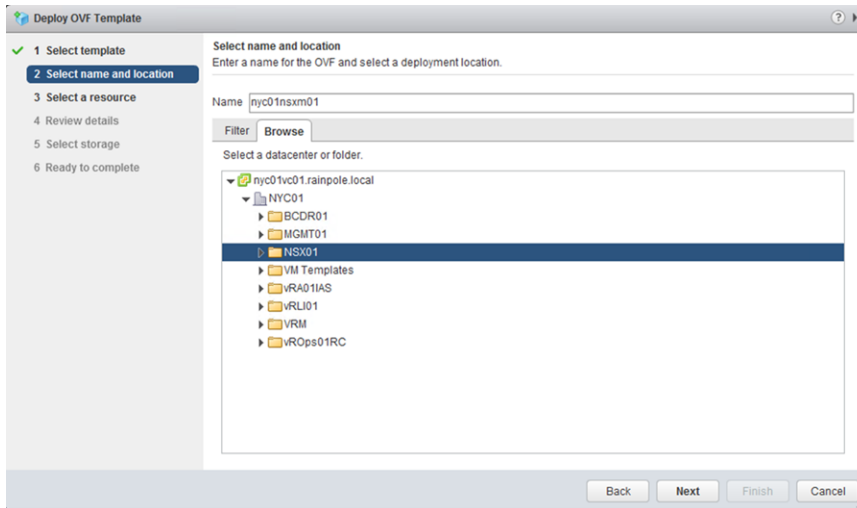 Deploy OVF Template
?
1 Select template
2 Select name and location
3 Select a resource
4 Review details
5 Select storage
6 Ready to complete
Select name and location
Enter a name for the OVF and select a deployment location.
Name nyc01nsxm01
Filter Browse
Select a datacenter or folder.
nyc01vc01.rainpole.local
NYC01
BCDR01
MGMT01
NSX01
VM Templates
vRA01IAS
vRLI01
VRM
vROps01RC
Back Next Finish Cancel